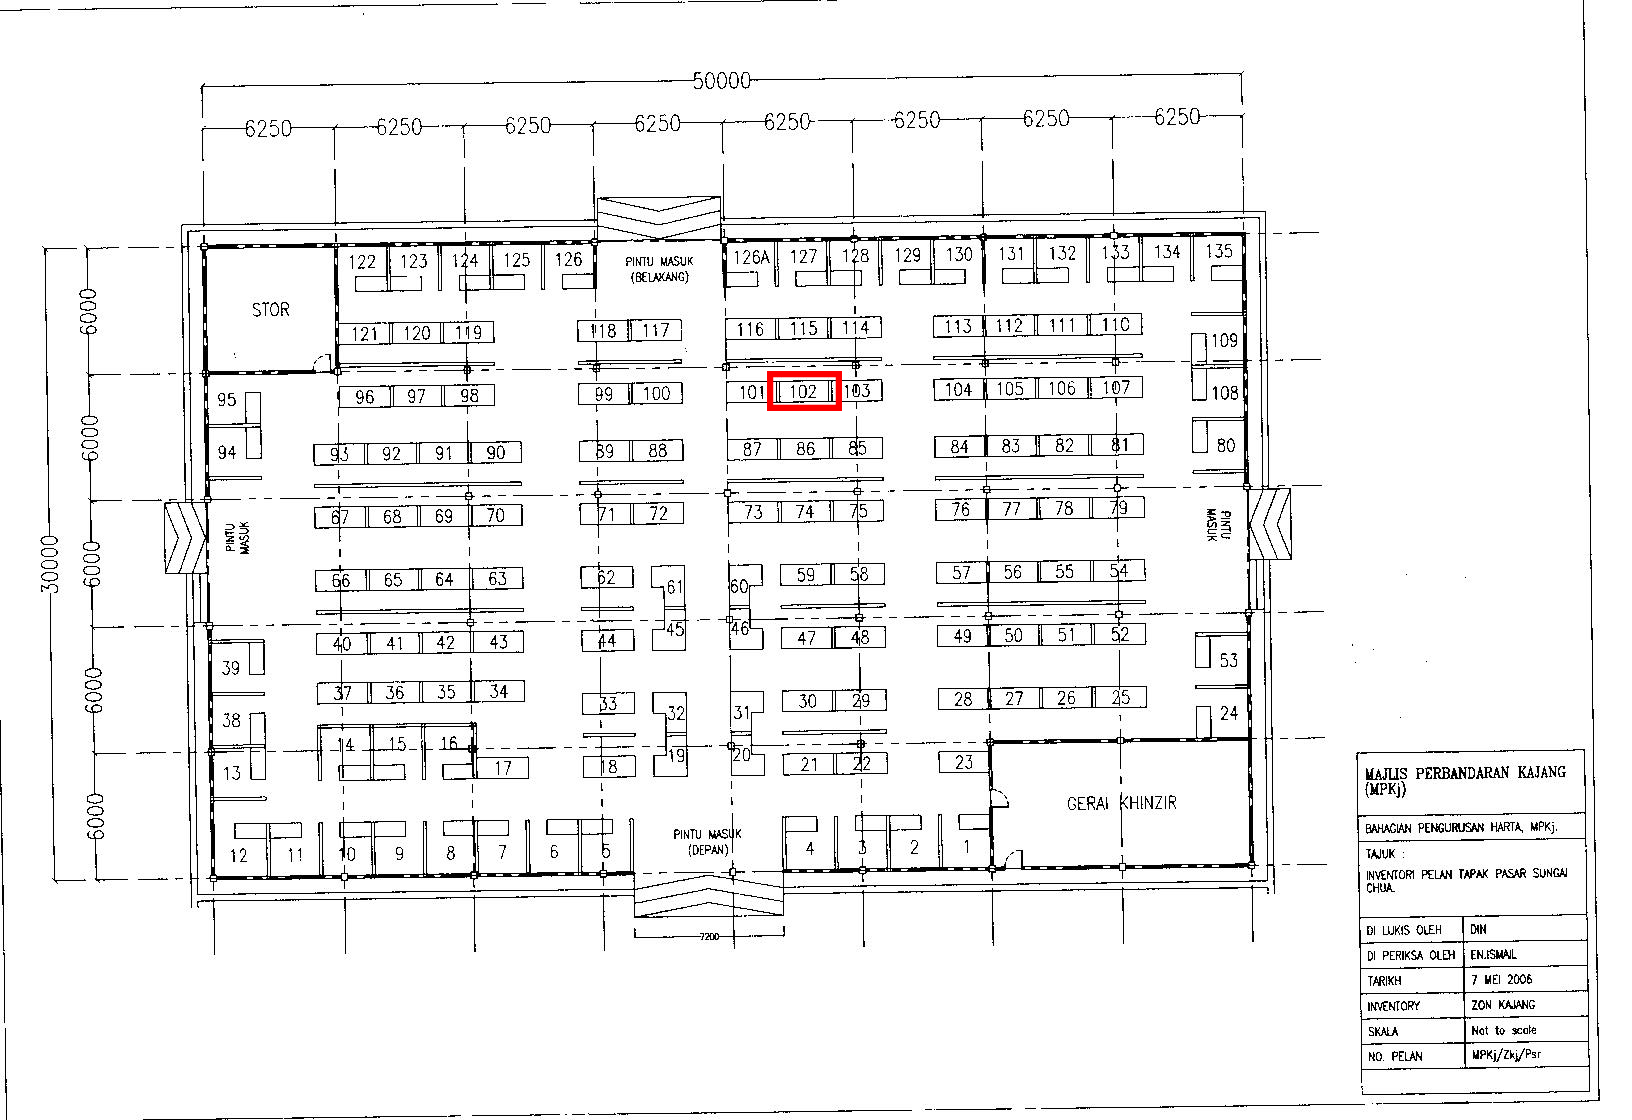 50000
6250 6250 6250 6250 6250 6250 6250 6250
122 123 124 125 126 PINTU MASUK 126A 127 128 129 130 131 132 133 134 135
(BELAKANG)
6000
STOR
121 120 119 118 117 116 115 114 113 112 111 110
109
96 97 98 99 100 101 102 103 104 105 106 107 108
95
6000
94 93 92 91 90 89 88 87 86 85 84 83 82 81 80
67 68 69 70 71 72 73 74 75 76 77 78 79
PINTU
MASUK
PINTU
MASUK
30000
6000
66 65 64 63 62 61 60 59 58 57 56 55 54
40 41 42 43 44 45 46 47 48 49 50 51 52
39 53
6000
37 36 35 34 33 32 31 30 29 28 27 26 25
38 24
14 15 16 19 20
13 17 18 21 22 23
GERAI KHINZIR
6000
PINTU MASUK
(DEPAN)
12 11 10 9 8 7 6 5 4 3 2 1
7200
MAJLIS PERBANDARAN KAJANG
(MPKj)
BAHAGIAN PENGURUSAN HARTA, MPKj.
TAJUK :
INVENTORI PELAN TAPAK PASAR SUNGAI
CHUA.
DI LUKIS OLEH DIN
DI PERIKSA OLEH EN.ISMAIL
TARIKH 7 MEI 2006
INVENTORY ZON KAJANG
SKALA Not to scale
NO. PELAN MPKj/Zkj/Psr